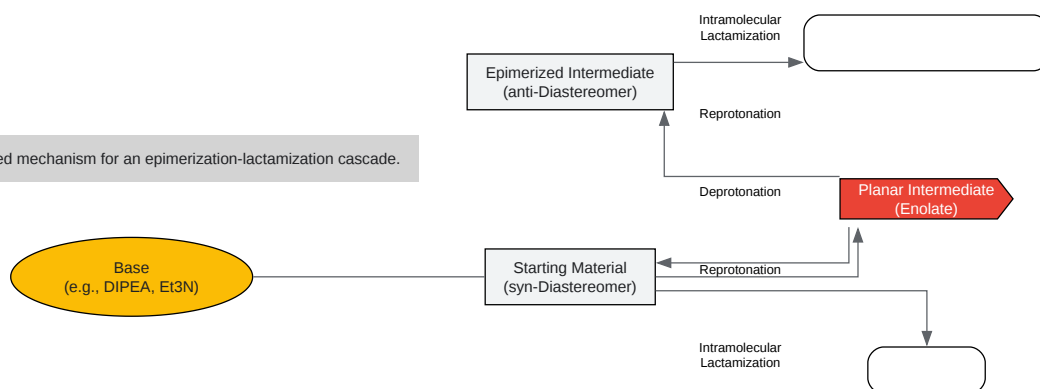 Intramolecular
Lactamization
Epimerized Intermediate
(anti-Diastereomer)
Reprotonation
mechanism for an epimerization-lactamization cascade.
Deprotonation
Planar Intermediate
(Enolate)
Base
(e.g., DIPEA, Et3N)
Starting Material
(syn-Diastereomer)
Reprotonation
Intramolecular
Lactamization